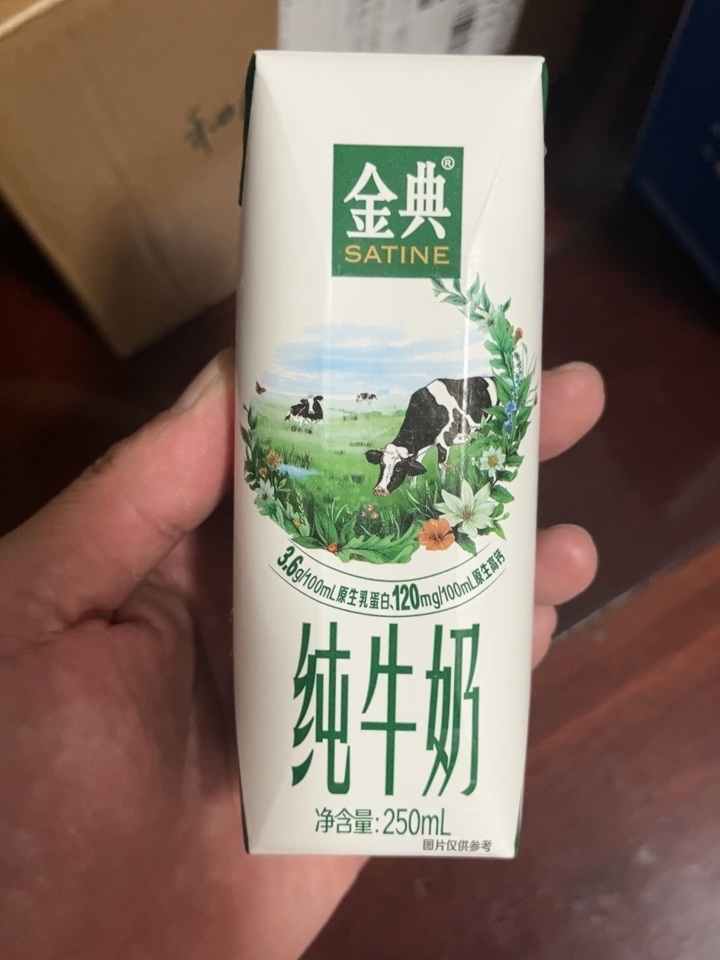 金典®
SATINE
3.6g/100mL原生乳蛋白、120mg/100mL原生高钙
纯牛奶
净含量:250mL
图片仅供参考